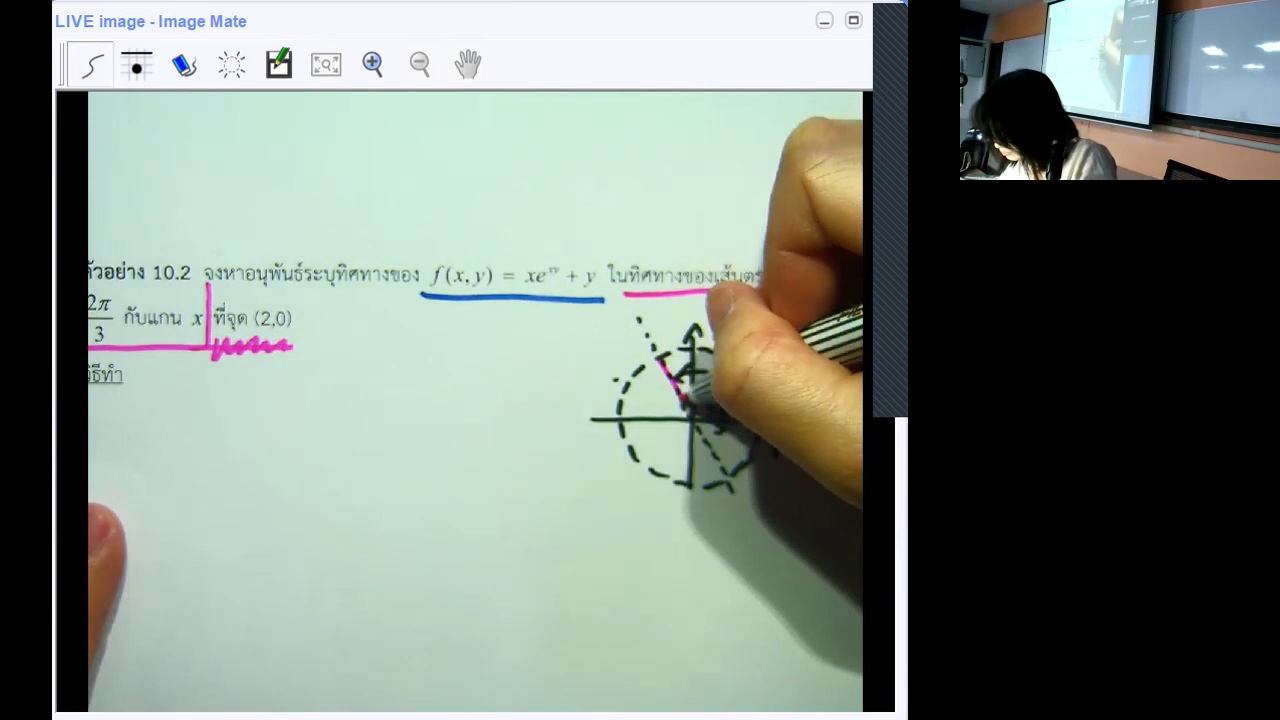 LIVE image - Image Mate
ตัวอย่าง 10.2 จงหาอนุพันธ์ระบุทิศทางของ f(x, y) = xe^{xy} + y ในทิศทางของเส้นตร
2π/3 กับแกน x ที่จุด (2,0)
วิธีทำ